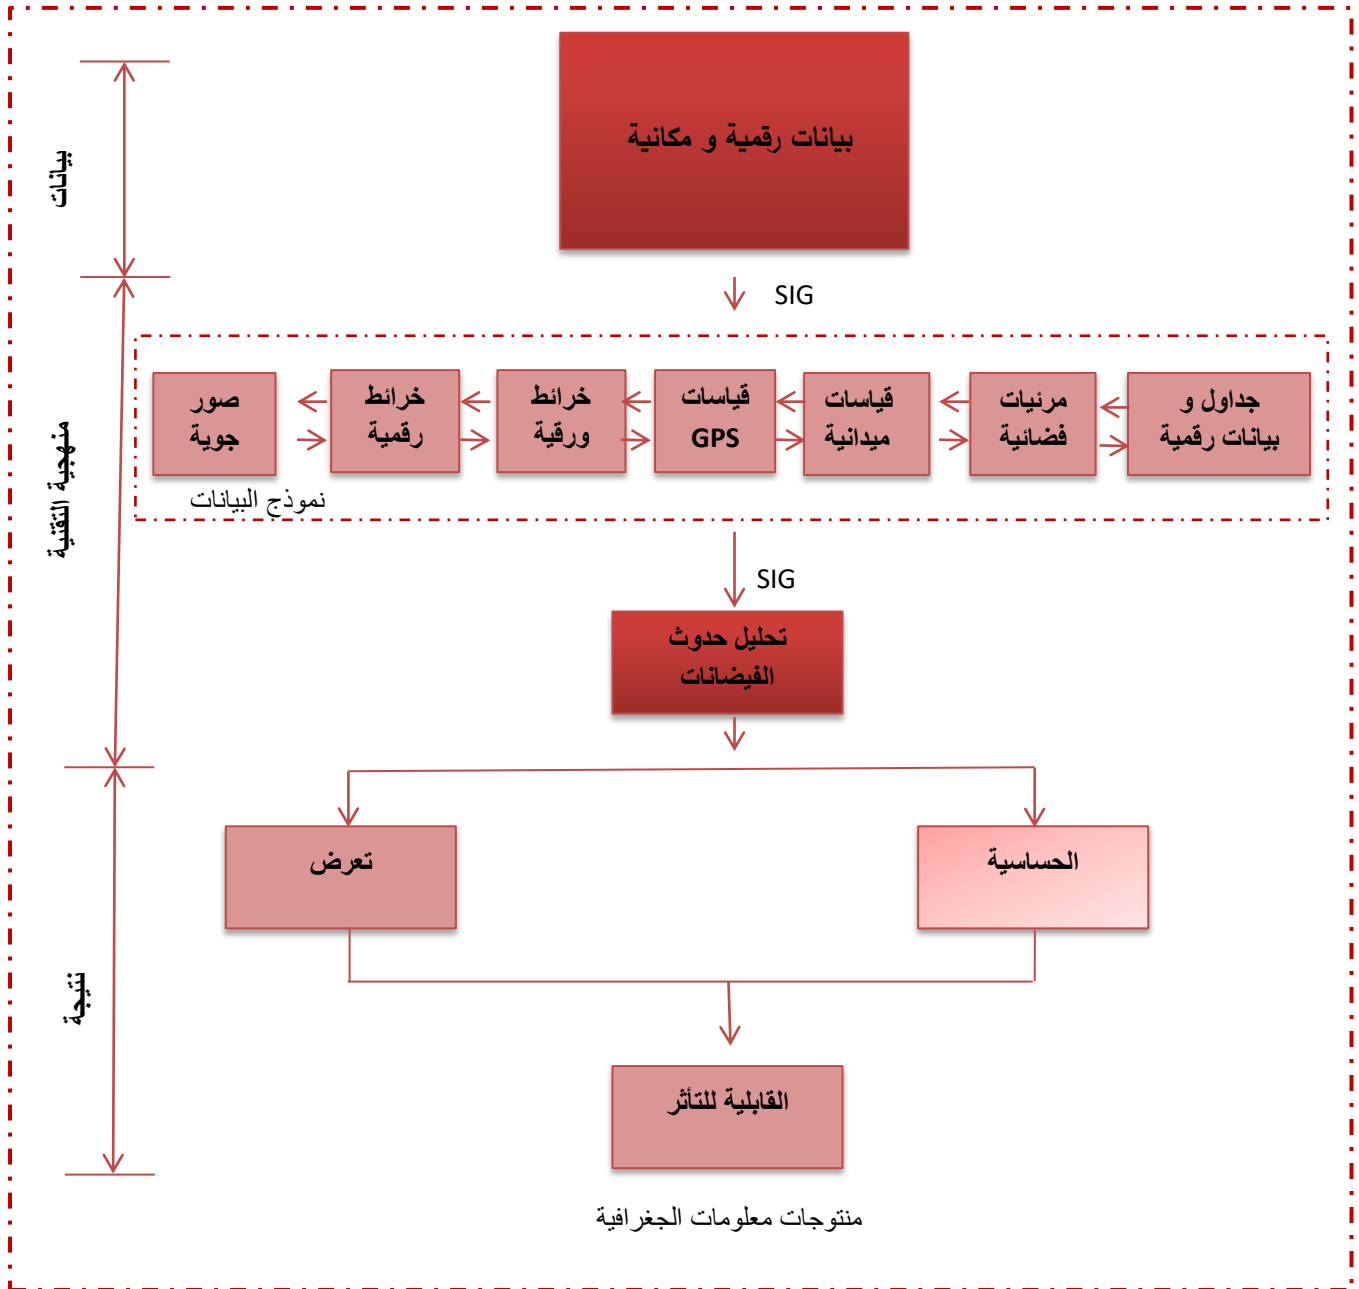 بيانات رقمية و مكانية
بيانات
SIG
جداول و
بيانات رقمية
مرئيات
فضائية
قياسات
ميدانية
قياسات
GPS
خرائط
ورقية
خرائط
رقمية
صور
جوية
نموذج البيانات
منهجية التقنية
SIG
تحليل حدوث
الفيضانات
الحساسية
تعرض
نتيجة
القابلية للتأثر
منتوجات معلومات الجغرافية